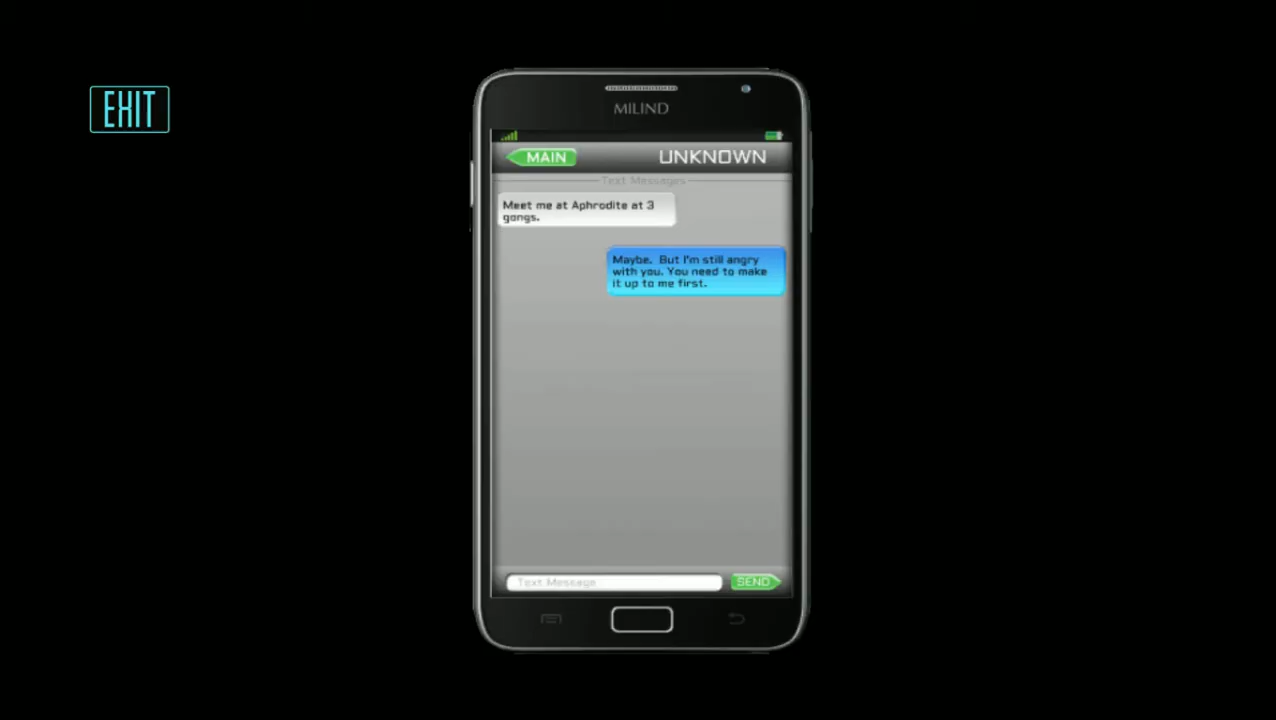 EXIT
MILIND
MAIN
UNKNOWN
Text Messages
Meet me at Aphrodite at 3
gongs.
Maybe.  But I'm still angry
with you. You need to make
it up to me first.
Text Message
SEND